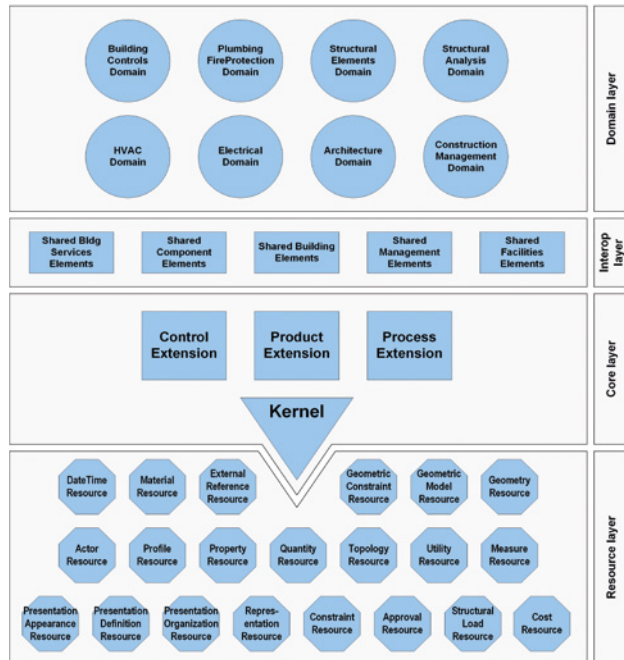 Building
Controls
Domain
Plumbing
FireProtection
Domain
Structural
Elements
Domain
Structural
Analysis
Domain
HVAC
Domain
Electrical
Domain
Architecture
Domain
Construction
Management
Domain
Domain layer
Shared Bldg
Services
Elements
Shared
Component
Elements
Shared Building
Elements
Shared
Management
Elements
Shared
Facilities
Elements
Interop
layer
Control
Extension
Product
Extension
Process
Extension
Kernel
Core layer
DateTime
Resource
Material
Resource
External
Reference
Resource
Geometric
Constraint
Resource
Geometric
Model
Resource
Geometry
Resource
Actor
Resource
Profile
Resource
Property
Resource
Quantity
Resource
Topology
Resource
Utility
Resource
Measure
Resource
Presentation
Appearance
Resource
Presentation
Definition
Resource
Presentation
Organization
Resource
Repres-
entation
Resource
Constraint
Resource
Approval
Resource
Structural
Load
Resource
Cost
Resource
Resource layer